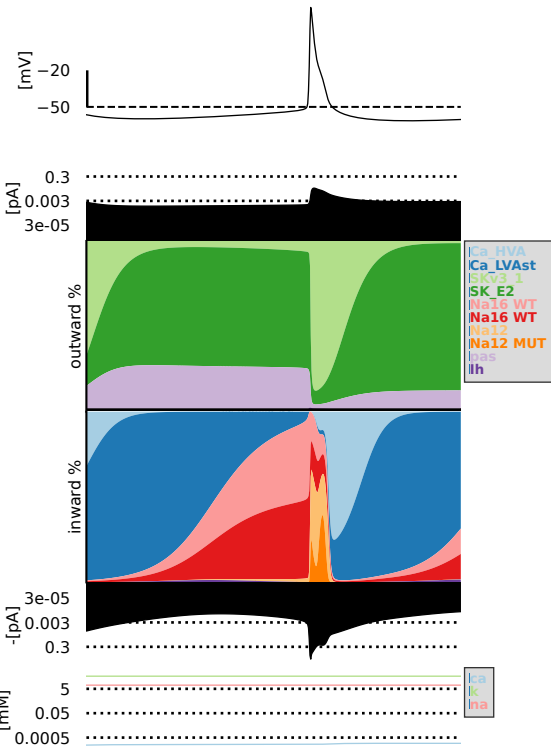 [mV]
−20
−50
[pA]
0.3
0.003
3e-05
outward %
Ca_HVA
Ca_LVAst
SKv3_1
SK_E2
Na16 WT
Na16 WT
Na12
Na12 MUT
pas
Ih
inward %
-[pA]
3e-05
0.003
0.3
[mM]
5
0.05
0.0005
ca
k
na